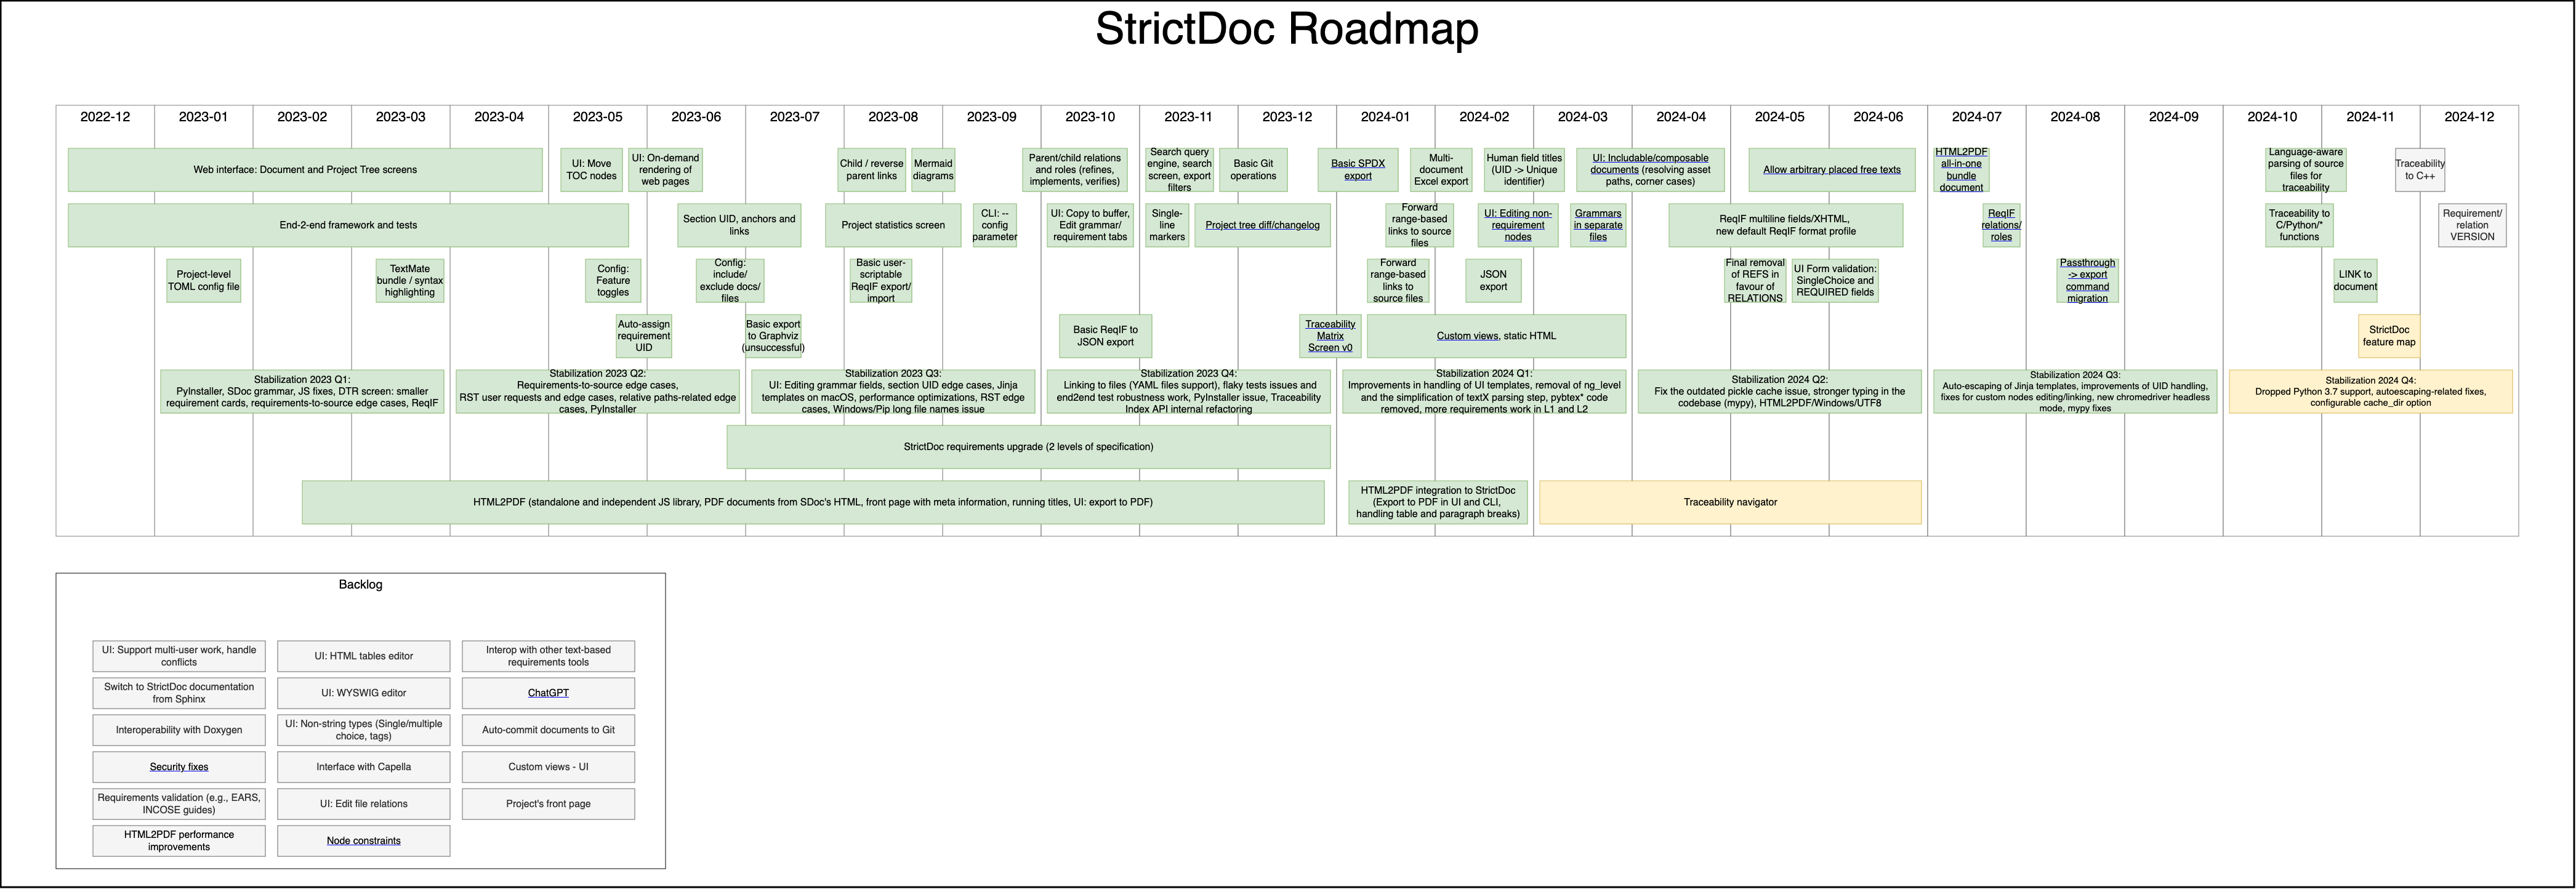 StrictDoc Roadmap
2022-12
2023-01
2023-02
2023-03
2023-04
2023-05
2023-06
2023-07
2023-08
2023-09
2023-10
2023-11
2023-12
2024-01
2024-02
2024-03
2024-04
2024-05
2024-06
2024-07
2024-08
2024-09
2024-10
2024-11
2024-12
Web interface: Document and Project Tree screens
UI: Move
TOC nodes
UI: On-demand
rendering of
web pages
Child / reverse
parent links
Mermaid
diagrams
Parent/child relations
and roles (refines,
implements, verifies)
Search query
engine, search
screen, export
filters
Basic Git
operations
Basic SPDX
export
Multi-
document
Excel export
Human field titles
(UID -> Unique
identifier)
UI: Includable/composable
documents (resolving asset
paths, corner cases)
Allow arbitrary placed free texts
HTML2PDF
all-in-one
bundle
document
Language-aware
parsing of source
files for
traceability
Traceability
to C++
End-2-end framework and tests
Section UID, anchors and
links
Project statistics screen
CLI: --
config
parameter
UI: Copy to buffer,
Edit grammar/
requirement tabs
Single-
line
markers
Project tree diff/changelog
Forward
range-based
links to source
files
UI: Editing non-
requirement
nodes
Grammars
in separate
files
ReqIF multiline fields/XHTML,
new default ReqIF format profile
ReqIF
relations/
roles
Traceability to
C/Python/*
functions
Requirement/
relation
VERSION
Project-level
TOML config file
TextMate
bundle / syntax
highlighting
Config:
Feature
toggles
Config:
include/
exclude docs/
files
Basic user-
scriptable
ReqIF export/
import
Forward
range-based
links to
source files
JSON
export
Final removal
of REFS in
favour of
RELATIONS
UI Form validation:
SingleChoice and
REQUIRED fields
Passthrough
-> export
command
migration
LINK to
document
Auto-assign
requirement
UID
Basic export
to Graphviz
(unsuccessful)
Basic ReqIF to
JSON export
Traceability
Matrix
Screen v0
Custom views, static HTML
StrictDoc
feature map
Stabilization 2023 Q1:
PyInstaller, SDoc grammar, JS fixes, DTR screen: smaller
requirement cards, requirements-to-source edge cases, ReqIF
Stabilization 2023 Q2:
Requirements-to-source edge cases,
RST user requests and edge cases, relative paths-related edge
cases, PyInstaller
Stabilization 2023 Q3:
UI: Editing grammar fields, section UID edge cases, Jinja
templates on macOS, performance optimizations, RST edge
cases, Windows/Pip long file names issue
Stabilization 2023 Q4:
Linking to files (YAML files support), flaky tests issues and
end2end test robustness work, PyInstaller issue, Traceability
Index API internal refactoring
Stabilization 2024 Q1:
Improvements in handling of UI templates, removal of ng_level
and the simplification of textX parsing step, pybtex* code
removed, more requirements work in L1 and L2
Stabilization 2024 Q2:
Fix the outdated pickle cache issue, stronger typing in the
codebase (mypy), HTML2PDF/Windows/UTF8
Stabilization 2024 Q3:
Auto-escaping of Jinja templates, improvements of UID handling,
fixes for custom nodes editing/linking, new chromedriver headless
mode, mypy fixes
Stabilization 2024 Q4:
Dropped Python 3.7 support, autoescaping-related fixes,
configurable cache_dir option
StrictDoc requirements upgrade (2 levels of specification)
HTML2PDF (standalone and independent JS library, PDF documents from SDoc's HTML, front page with meta information, running titles, UI: export to PDF)
HTML2PDF integration to StrictDoc
(Export to PDF in UI and CLI,
handling table and paragraph breaks)
Traceability navigator
Backlog
UI: Support multi-user work, handle
conflicts
UI: HTML tables editor
Interop with other text-based
requirements tools
Switch to StrictDoc documentation
from Sphinx
UI: WYSWIG editor
ChatGPT
Interoperability with Doxygen
UI: Non-string types (Single/multiple
choice, tags)
Auto-commit documents to Git
Security fixes
Interface with Capella
Custom views - UI
Requirements validation (e.g., EARS,
INCOSE guides)
UI: Edit file relations
Project's front page
HTML2PDF performance
improvements
Node constraints